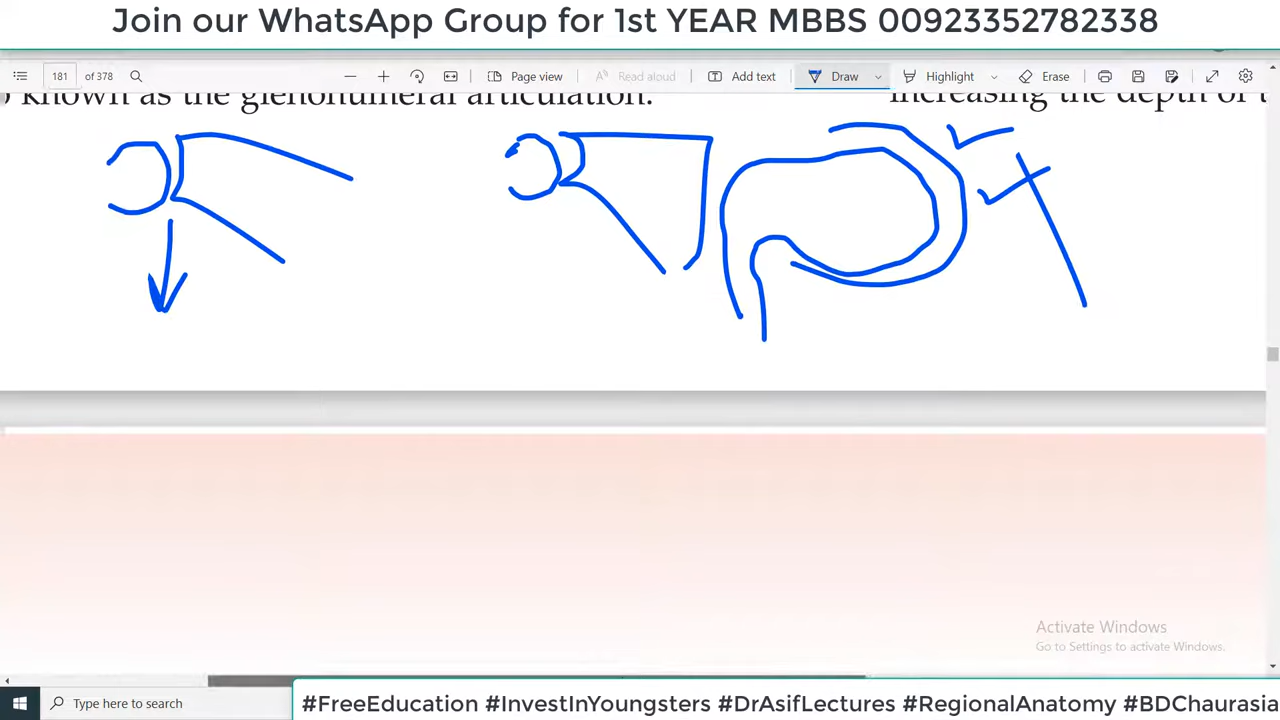 Join our WhatsApp Group for 1st YEAR MBBS 00923352782338
181 of 378
Page view
Read aloud
Add text
Draw
Highlight
Erase
known as the glenohumeral articulation.
increasing the depth of
Activate Windows
Go to Settings to activate Windows.
Type here to search
#FreeEducation #InvestInYoungsters #DrAsifLectures #RegionalAnatomy #BDChaurasia